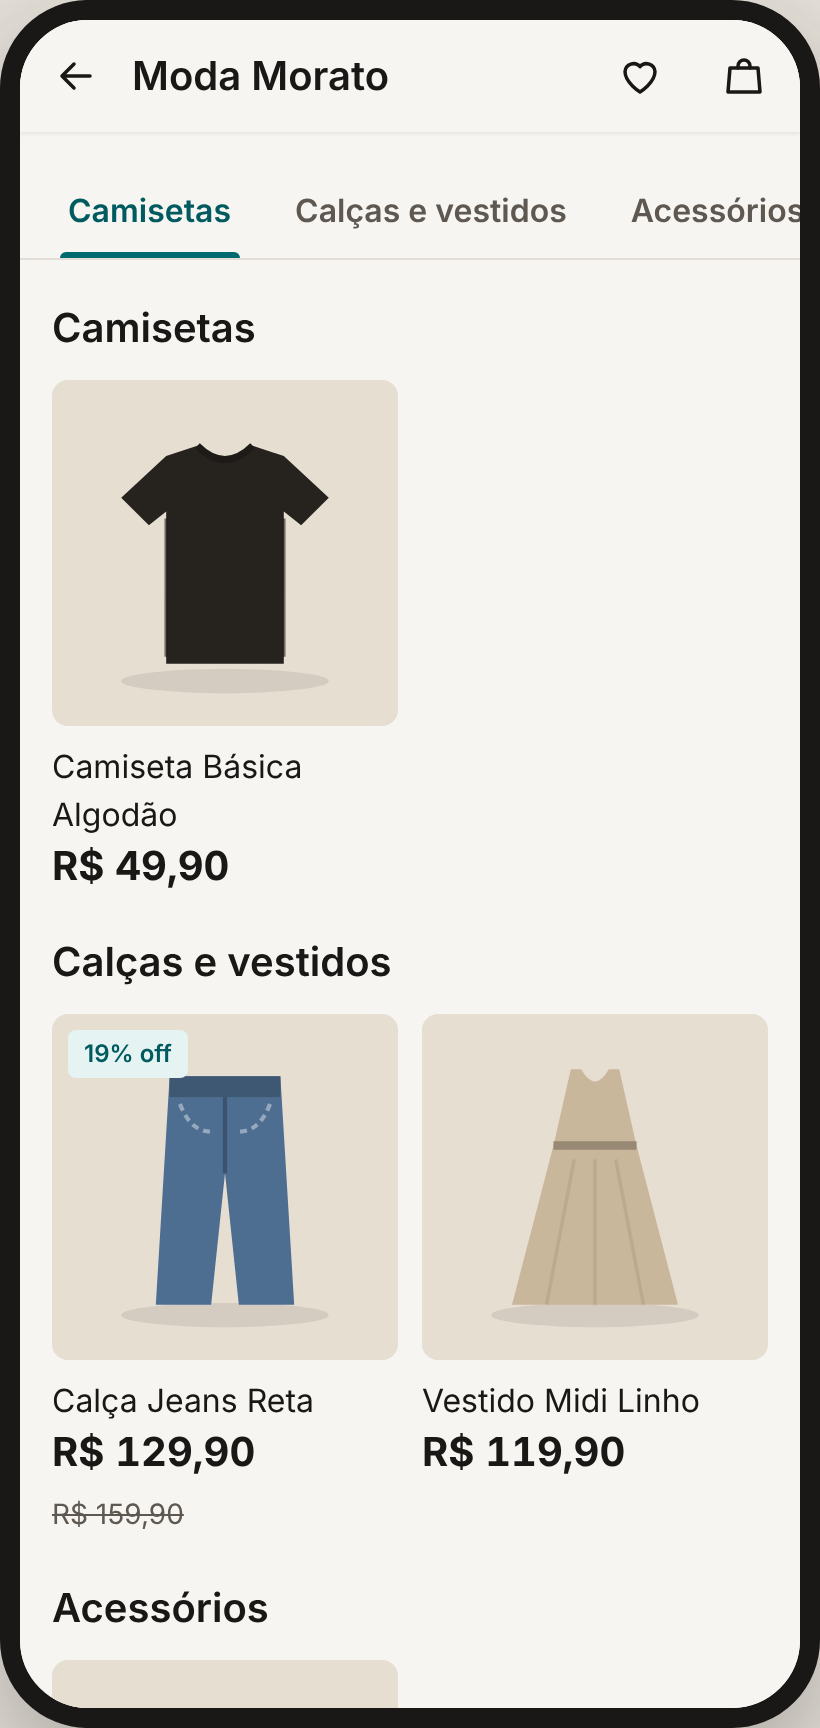 Moda Morato
Camisetas
Calças e vestidos
Acessórios
Camisetas
Camiseta Básica
Algodão
R$ 49,90
Calças e vestidos
19% off
Calça Jeans Reta
R$ 129,90
R$ 159,90
Vestido Midi Linho
R$ 119,90
Acessórios